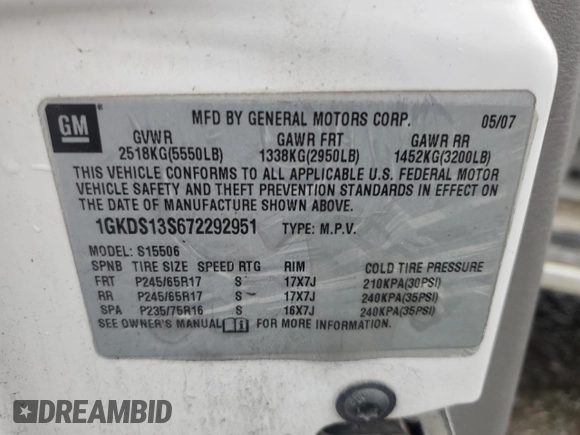 GM
MFD BY GENERAL MOTORS CORP. 05/07
GVWR GAWR FRT GAWR RR
2518KG(5550LB) 1338KG(2950LB) 1452KG(3200LB)
THIS VEHICLE CONFORMS TO ALL APPLICABLE U.S. FEDERAL MOTOR
VEHICLE SAFETY AND THEFT PREVENTION STANDARDS IN EFFECT ON
THE DATE OF MANUFACTURE SHOWN ABOVE.
1GKDS13S672292951 TYPE: M.P.V.
MODEL: S15506
SPNB TIRE SIZE SPEED RTG RIM COLD TIRE PRESSURE
FRT P245/65R17 S 17X7J 210KPA(30PSI)
RR P245/65R17 S 17X7J 240KPA(35PSI)
SPA P235/75R16 S 16X7J 240KPA(35PSI)
SEE OWNER'S MANUAL FOR MORE INFORMATION.
DREAMBID